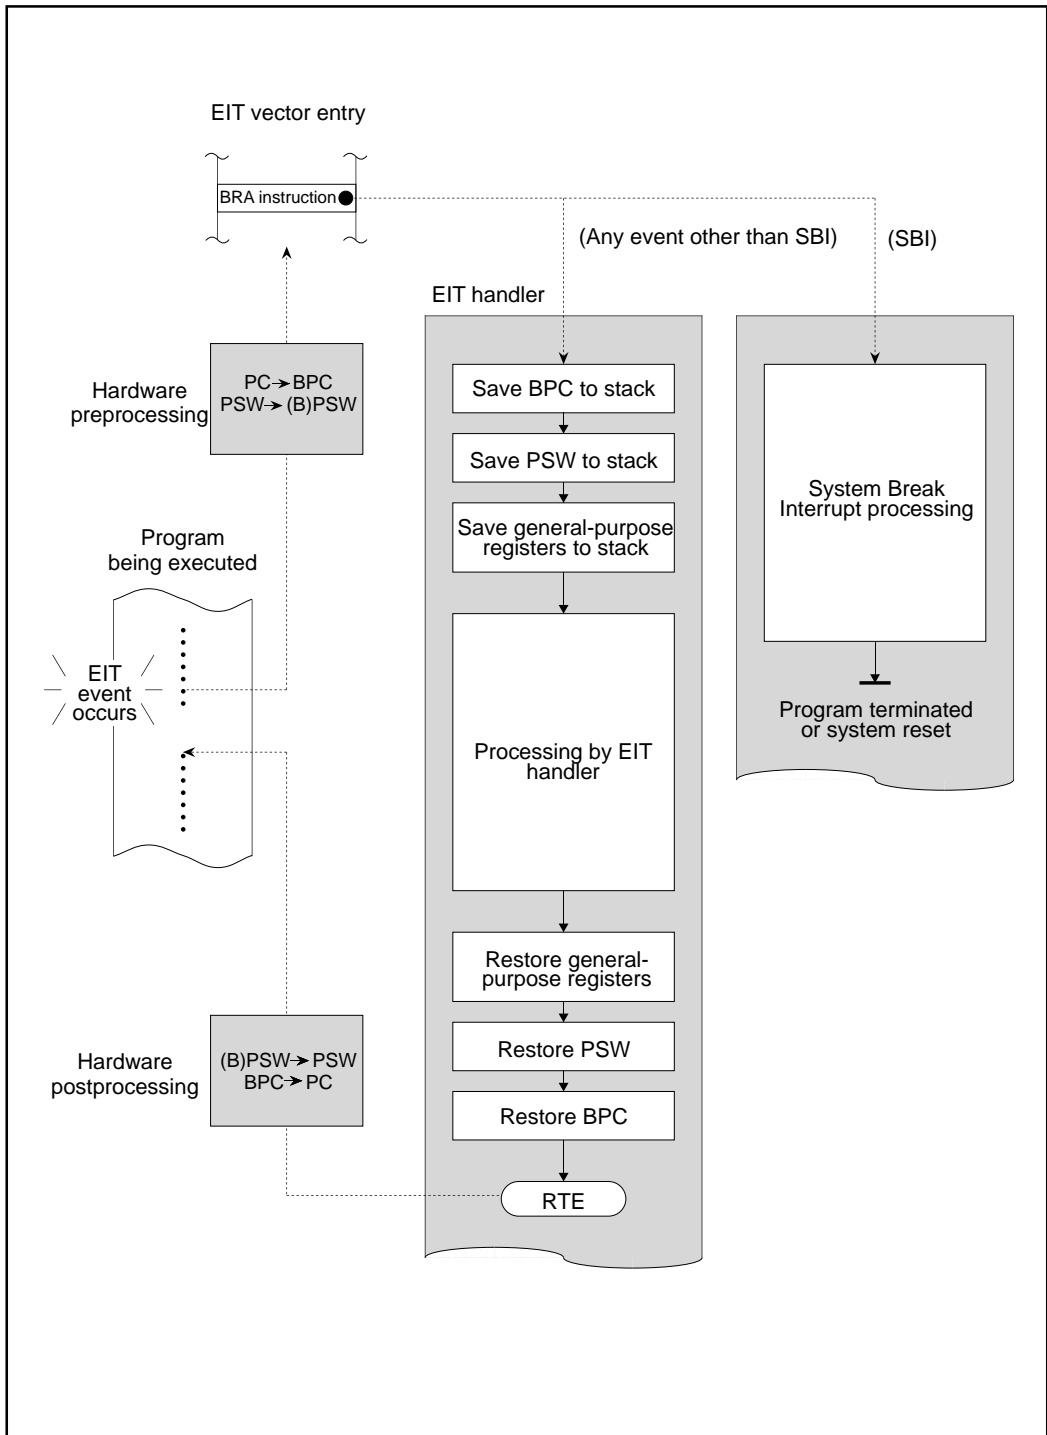 EIT vector entry
BRA instruction
(Any event other than SBI)
(SBI)
EIT handler
Hardware
preprocessing
PC→BPC
PSW→(B)PSW
Save BPC to stack
Save PSW to stack
Save general-purpose
registers to stack
System Break
Interrupt processing
Program
being executed
EIT
event
occurs
Program terminated
or system reset
Processing by EIT
handler
Restore general-
purpose registers
Hardware
postprocessing
(B)PSW→PSW
BPC→PC
Restore PSW
Restore BPC
RTE